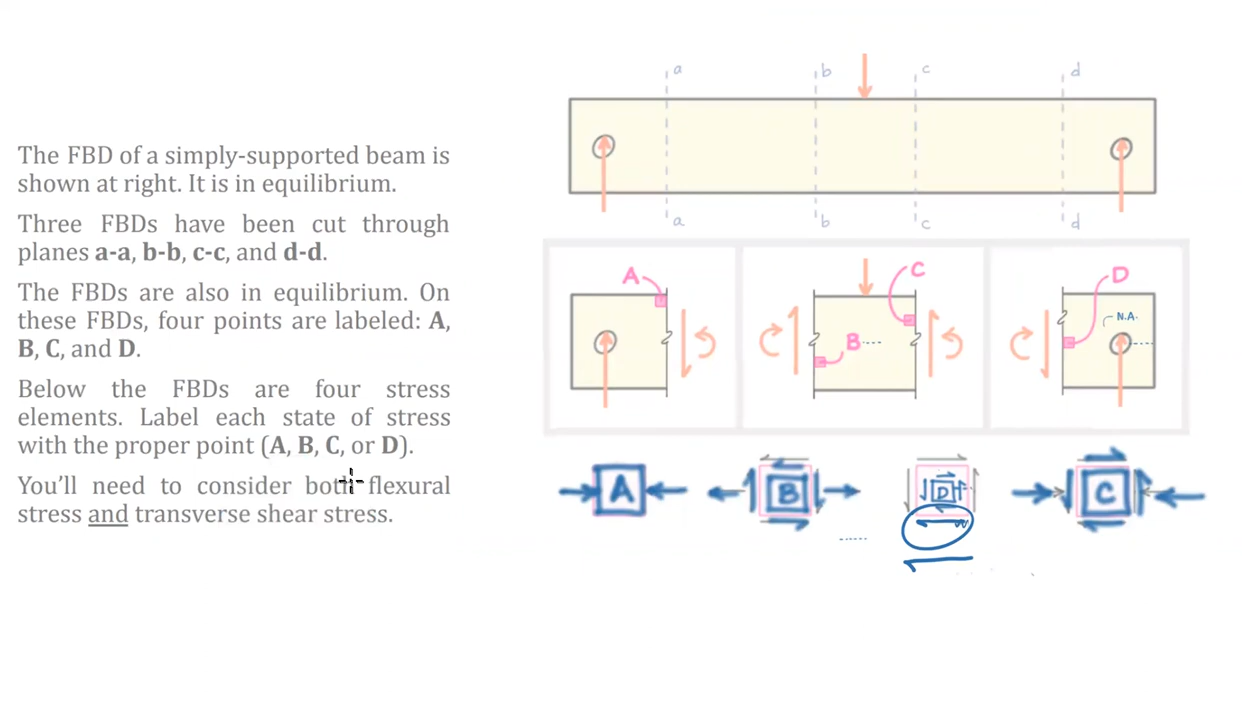 The FBD of a simply-supported beam is
shown at right. It is in equilibrium.
Three FBDs have been cut through
planes a-a, b-b, c-c, and d-d.
The FBDs are also in equilibrium. On
these FBDs, four points are labeled: A,
B, C, and D.
Below the FBDs are four stress
elements. Label each state of stress
with the proper point (A, B, C, or D).
You'll need to consider both flexural
stress and transverse shear stress.
a b c d
a b c d
A C D
N.A.
B
A B D C